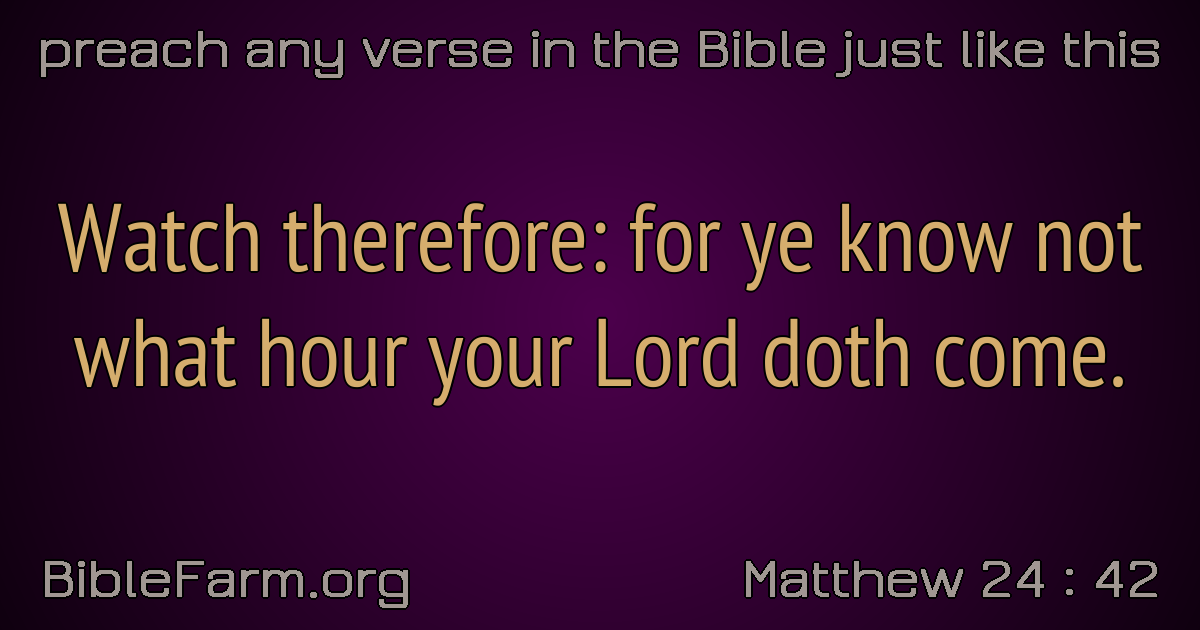 preach any verse in the Bible just like this
Watch therefore: for ye know not
what hour your Lord doth come.
BibleFarm.org
Matthew 24 : 42